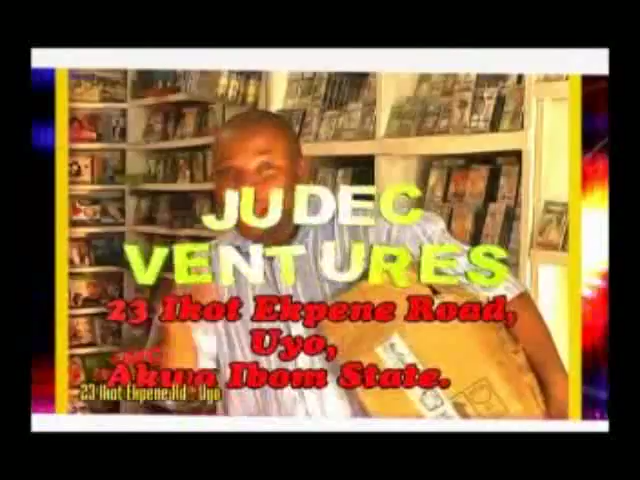 JUDEC
VENTURES
23 Ikot Ekpene Road,
Uyo,
Akwa Ibom State.
23 Ikot Ekpene Rd - Uyo